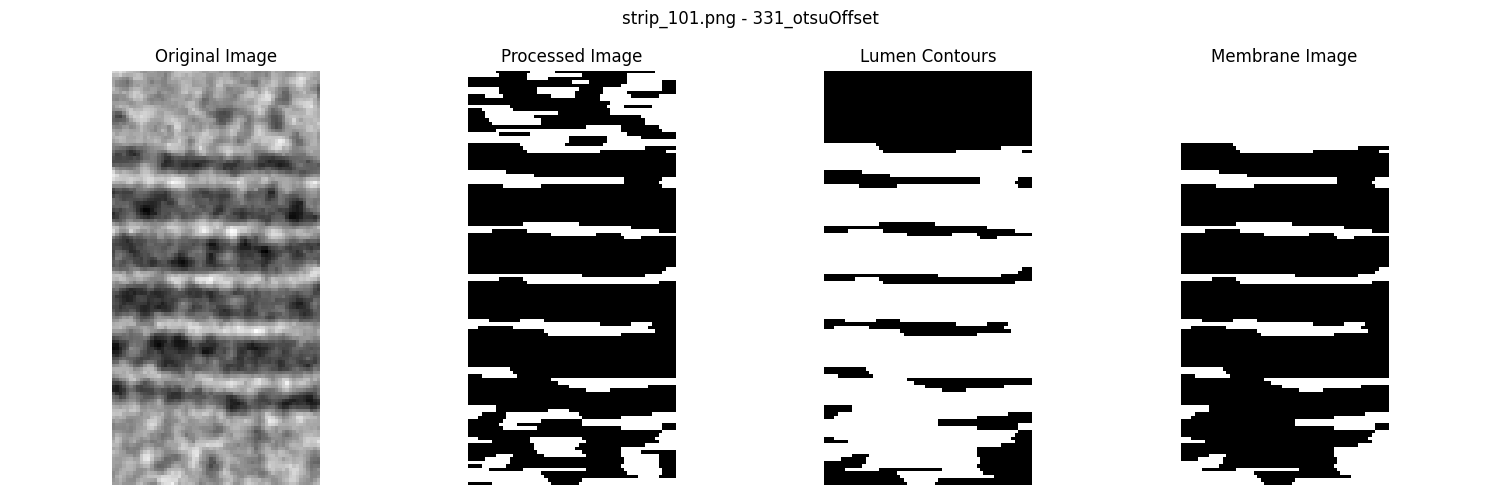 strip_101.png - 331_otsuOffset
Original Image
Processed Image
Lumen Contours
Membrane Image